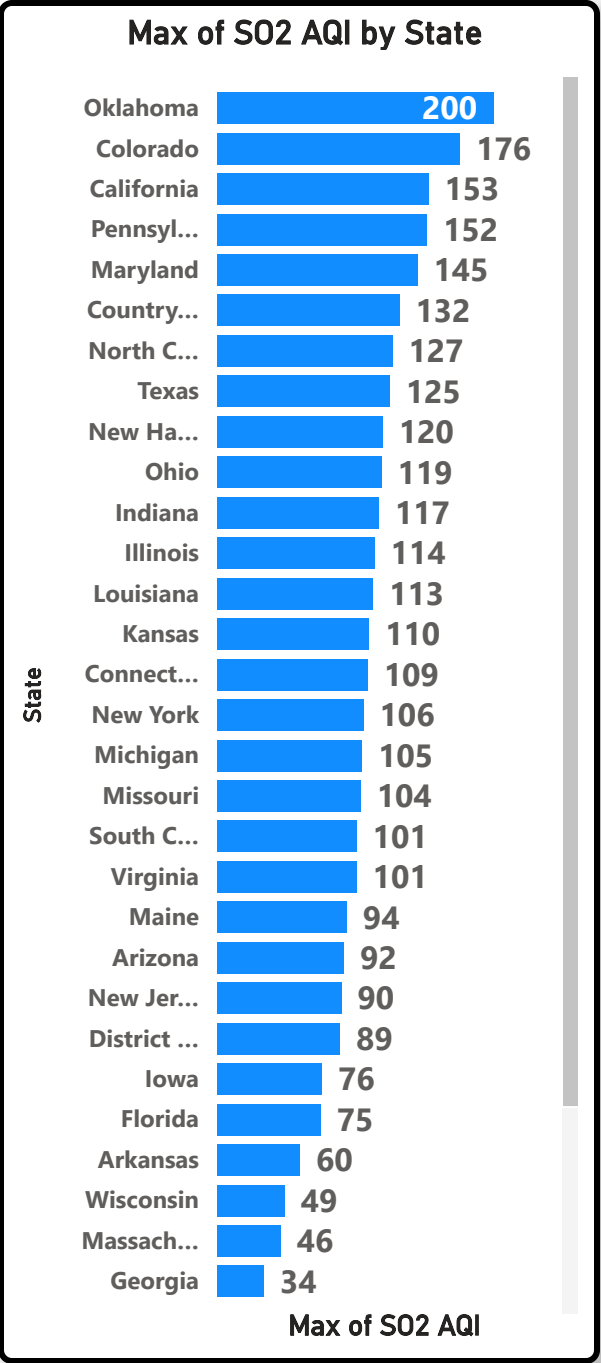 Max of SO2 AQI by State
Oklahoma 200
Colorado 176
California 153
Pennsyl... 152
Maryland 145
Country... 132
North C... 127
Texas 125
New Ha... 120
Ohio 119
Indiana 117
Illinois 114
Louisiana 113
Kansas 110
Connect... 109
State
New York 106
Michigan 105
Missouri 104
South C... 101
Virginia 101
Maine 94
Arizona 92
New Jer... 90
District ... 89
Iowa 76
Florida 75
Arkansas 60
Wisconsin 49
Massach... 46
Georgia 34
Max of SO2 AQI